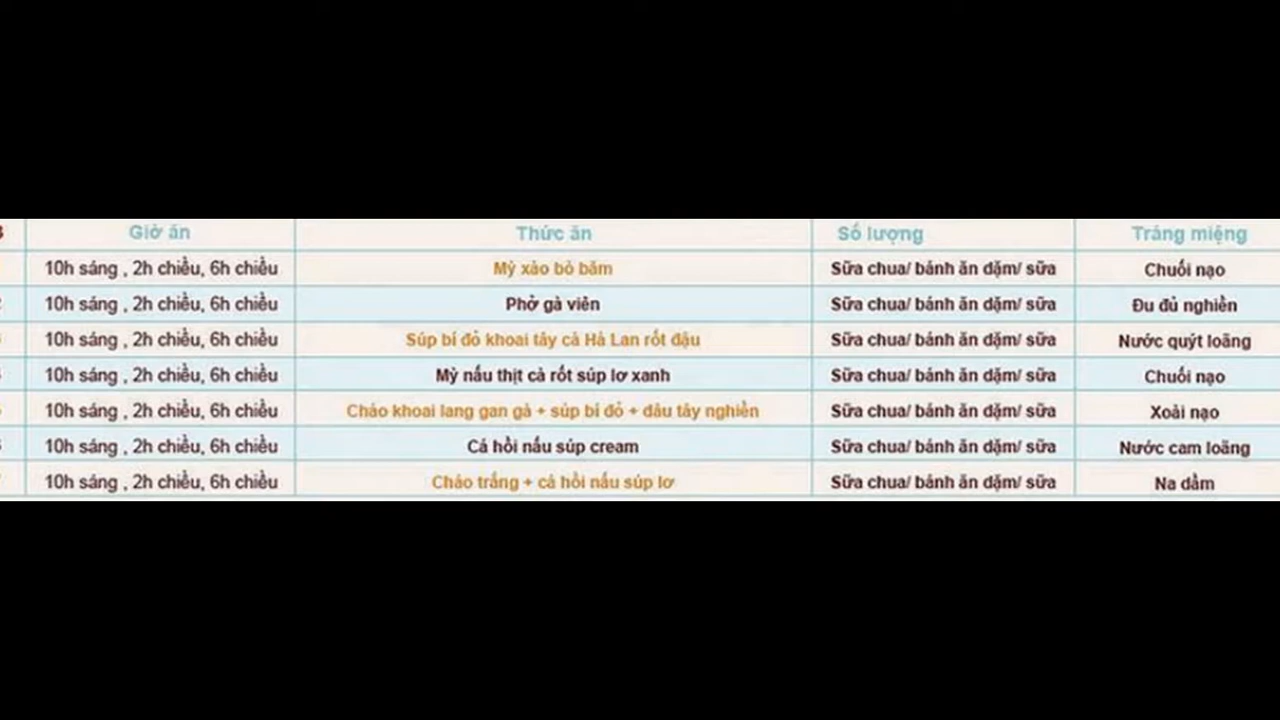 Giờ ăn Thức ăn Số lượng Tráng miệng
10h sáng , 2h chiều, 6h chiều Mỳ xào bò băm Sữa chua/ bánh ăn dặm/ sữa Chuối nạo
10h sáng , 2h chiều, 6h chiều Phở gà viên Sữa chua/ bánh ăn dặm/ sữa Đu đủ nghiền
10h sáng , 2h chiều, 6h chiều Súp bí đỏ khoai tây cà Hà Lan rốt đậu Sữa chua/ bánh ăn dặm/ sữa Nước quýt loãng
10h sáng , 2h chiều, 6h chiều Mỳ nấu thịt cà rốt súp lơ xanh Sữa chua/ bánh ăn dặm/ sữa Chuối nạo
10h sáng , 2h chiều, 6h chiều Cháo khoai lang gan gà + súp bí đỏ + dâu tây nghiền Sữa chua/ bánh ăn dặm/ sữa Xoài nạo
10h sáng , 2h chiều, 6h chiều Cá hồi nấu súp cream Sữa chua/ bánh ăn dặm/ sữa Nước cam loãng
10h sáng , 2h chiều, 6h chiều Cháo trắng + cá hồi nấu súp lơ Sữa chua/ bánh ăn dặm/ sữa Na dầm